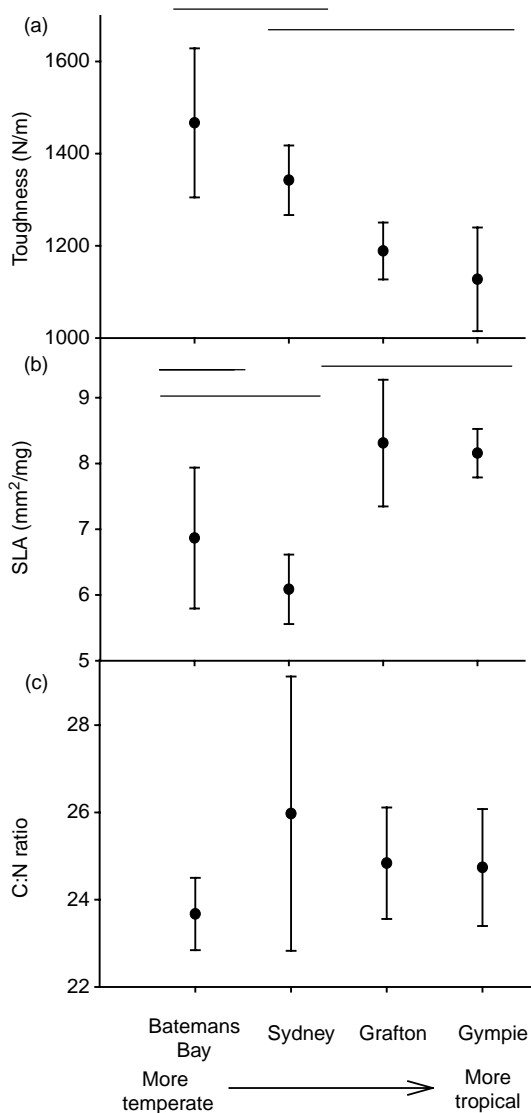 (a)
1600
1400
1200
1000
Toughness (N/m)
(b)
9
8
7
6
5
SLA (mm²/mg)
(c)
28
26
24
22
C:N ratio
Batemans Bay
Sydney
Grafton
Gympie
More temperate
More tropical